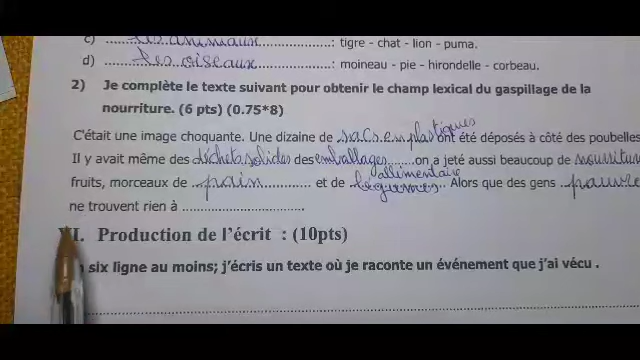 c) les animaux : tigre - chat - lion - puma.
d) les oiseaux : moineau - pie - hirondelle - corbeau.
2) Je complète le texte suivant pour obtenir le champ lexical du gaspillage de la
nourriture. (6 pts) (0.75*8)
C'était une image choquante. Une dizaine de sacs en plastiques ont été déposés à côté des poubelles
Il y avait même des déchets solides des emballages on a jeté aussi beaucoup de nourriture
allimentaire
fruits, morceaux de pain et de légumes. Alors que des gens pauvre
ne trouvent rien à
VI. Production de l'écrit : (10pts)
six ligne au moins; j'écris un texte où je raconte un événement que j'ai vécu .